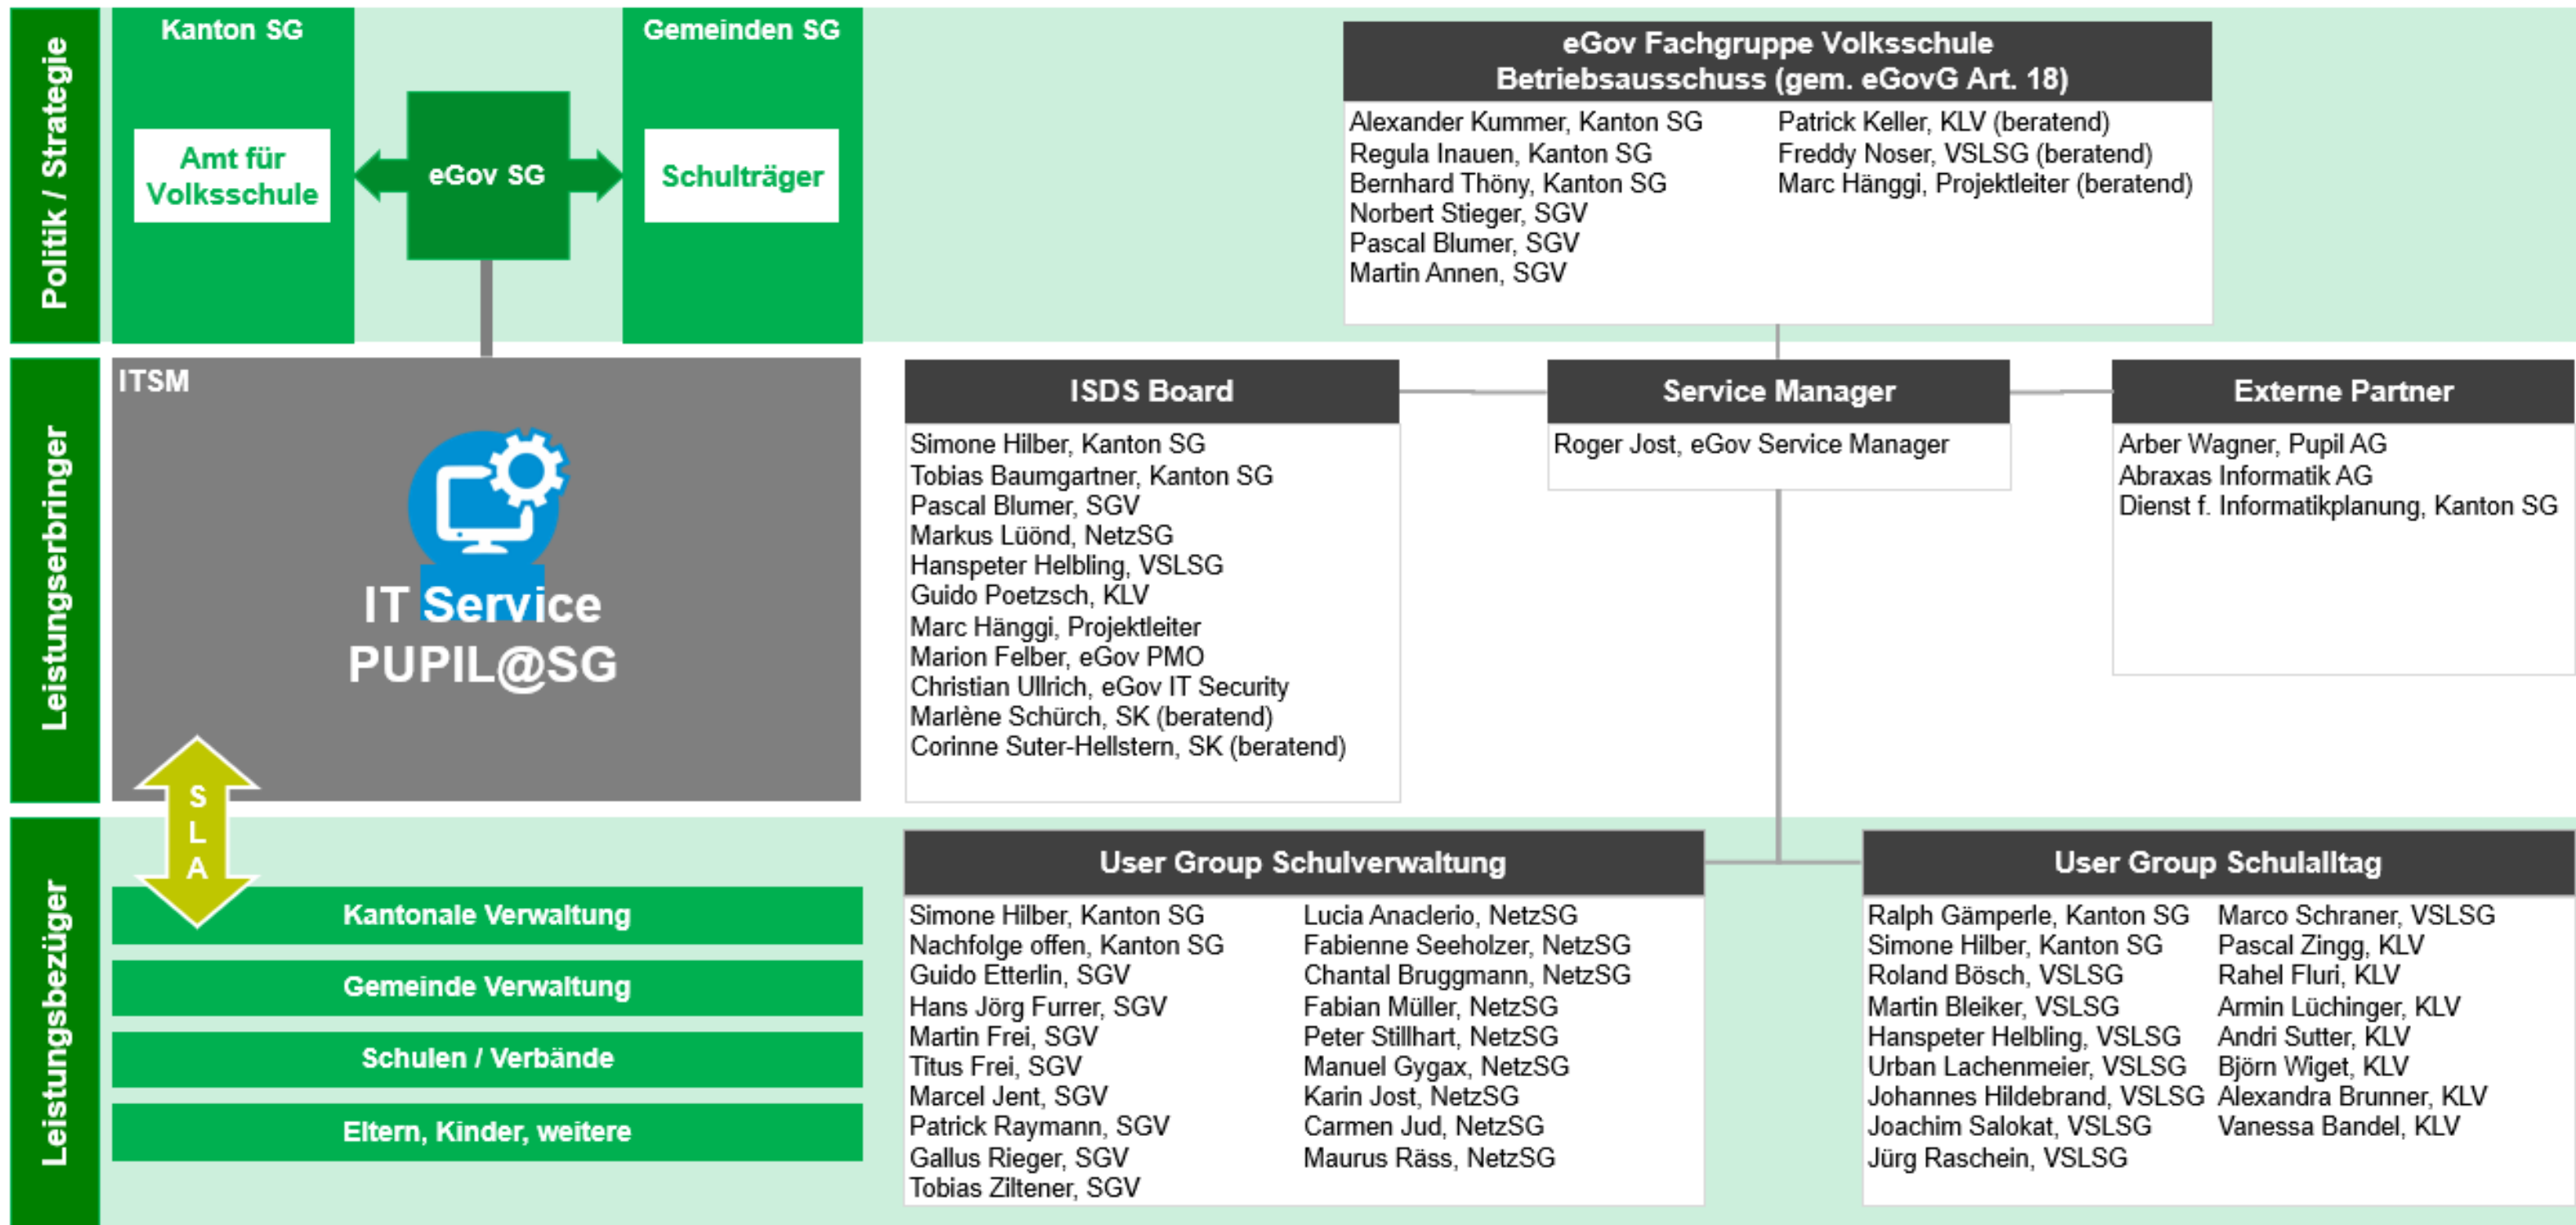 Politik / Strategie
Kanton SG
Amt für
Volksschule
eGov SG
Gemeinden SG
Schulträger
eGov Fachgruppe Volksschule
Betriebsausschuss (gem. eGovG Art. 18)
Alexander Kummer, Kanton SG
Regula Inauen, Kanton SG
Bernhard Thöny, Kanton SG
Norbert Stieger, SGV
Pascal Blumer, SGV
Martin Annen, SGV
Patrick Keller, KLV (beratend)
Freddy Noser, VSLSG (beratend)
Marc Hänggi, Projektleiter (beratend)
Leistungserbringer
ITSM
IT Service
PUPIL@SG
S
L
A
ISDS Board
Simone Hilber, Kanton SG
Tobias Baumgartner, Kanton SG
Pascal Blumer, SGV
Markus Lüönd, NetzSG
Hanspeter Helbling, VSLSG
Guido Poetzsch, KLV
Marc Hänggi, Projektleiter
Marion Felber, eGov PMO
Christian Ullrich, eGov IT Security
Marlène Schürch, SK (beratend)
Corinne Suter-Hellstern, SK (beratend)
Service Manager
Roger Jost, eGov Service Manager
Externe Partner
Arber Wagner, Pupil AG
Abraxas Informatik AG
Dienst f. Informatikplanung, Kanton SG
Leistungsbezüger
Kantonale Verwaltung
Gemeinde Verwaltung
Schulen / Verbände
Eltern, Kinder, weitere
User Group Schulverwaltung
Simone Hilber, Kanton SG
Nachfolge offen, Kanton SG
Guido Etterlin, SGV
Hans Jörg Furrer, SGV
Martin Frei, SGV
Titus Frei, SGV
Marcel Jent, SGV
Patrick Raymann, SGV
Gallus Rieger, SGV
Tobias Ziltener, SGV
Lucia Anaclerio, NetzSG
Fabienne Seeholzer, NetzSG
Chantal Bruggmann, NetzSG
Fabian Müller, NetzSG
Peter Stillhart, NetzSG
Manuel Gygax, NetzSG
Karin Jost, NetzSG
Carmen Jud, NetzSG
Maurus Räss, NetzSG
User Group Schulalltag
Ralph Gämperle, Kanton SG
Simone Hilber, Kanton SG
Roland Bösch, VSLSG
Martin Bleiker, VSLSG
Hanspeter Helbling, VSLSG
Urban Lachenmeier, VSLSG
Johannes Hildebrand, VSLSG
Joachim Salokat, VSLSG
Jürg Raschein, VSLSG
Marco Schraner, VSLSG
Pascal Zingg, KLV
Rahel Fluri, KLV
Armin Lüchinger, KLV
Andri Sutter, KLV
Björn Wiget, KLV
Alexandra Brunner, KLV
Vanessa Bandel, KLV